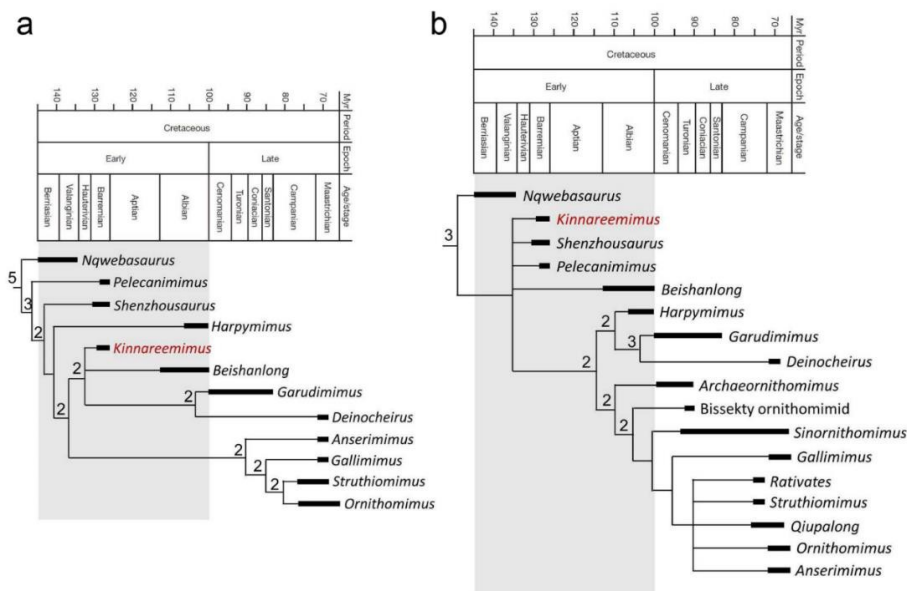 a
Myr
140
130
120
110
100
90
80
70
Period
Cretaceous
Epoch
Early
Late
Age/stage
Berriasian
Valanginian
Hauterivian
Barremian
Aptian
Albian
Cenomanian
Turonian
Coniacian
Santonian
Campanian
Maastrichian
Nqwebasaurus
5
Pelecanimimus
3
Shenzhousaurus
2
Harpymimus
Kinnareemimus
2
Beishanlong
Garudimimus
2
2
Deinocheirus
Anserimimus
2
Gallimimus
2
Struthiomimus
2
Ornithomimus
b
Myr
140
130
120
110
100
90
80
70
Period
Cretaceous
Epoch
Early
Late
Age/stage
Berriasian
Valanginian
Hauterivian
Barremian
Aptian
Albian
Cenomanian
Turonian
Coniacian
Santonian
Campanian
Maastrichian
Nqwebasaurus
Kinnareemimus
3
Shenzhousaurus
Pelecanimimus
Beishanlong
Harpymimus
2
Garudimimus
3
2
Deinocheirus
Archaeornithomimus
2
Bissekty ornithomimid
2
Sinornithomimus
Gallimimus
Rativates
Struthiomimus
Qiupalong
Ornithomimus
Anserimimus